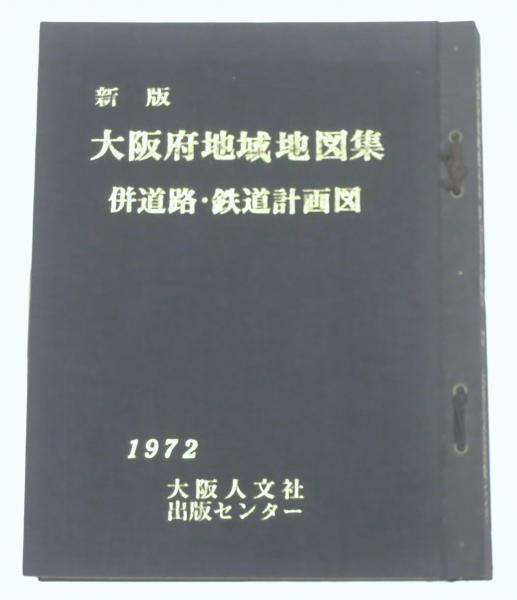 新版
大阪府地域地図集
併道路・鉄道計画図
1972
大阪人文社
出版センター